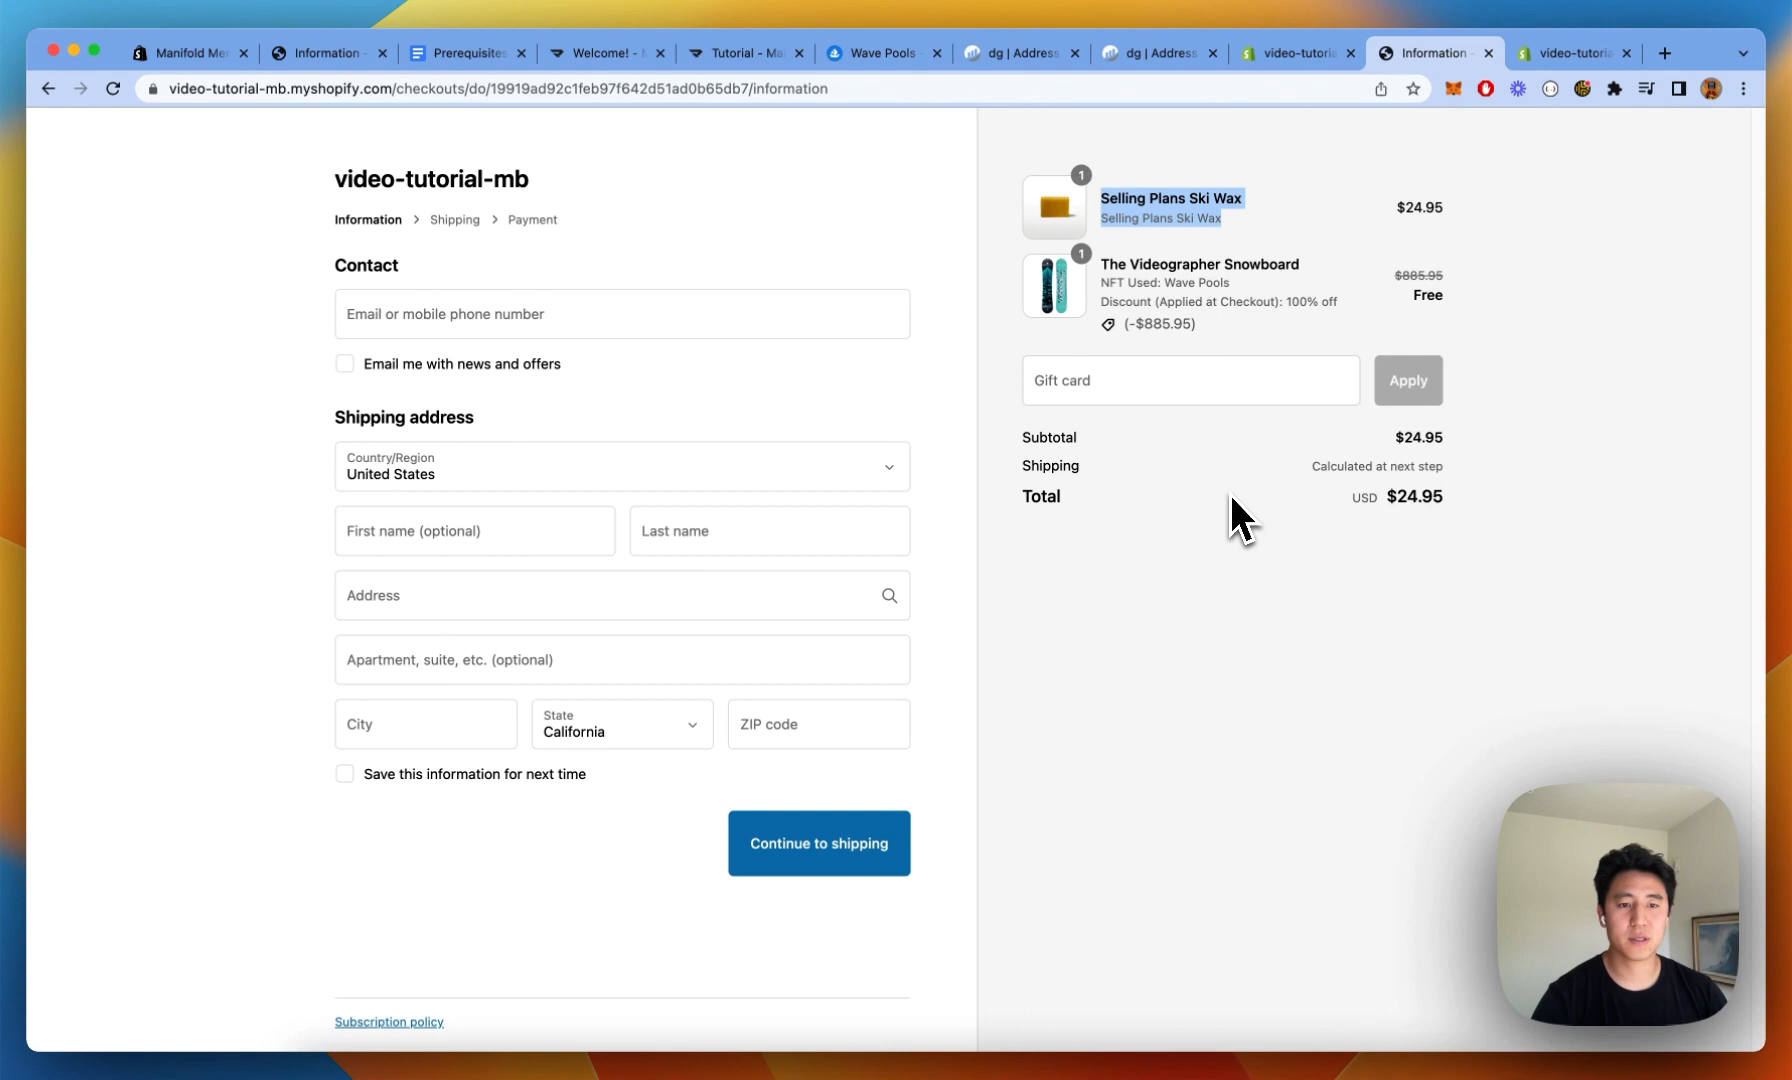 Manifold Mer
Information -
Prerequisites
Welcome! - M
Tutorial - Ma
Wave Pools -
dg | Address
dg | Address
video-tutoria
Information -
video-tutoria
video-tutorial-mb.myshopify.com/checkouts/do/19919ad92c1feb97f642d51ad0b65db7/information
video-tutorial-mb
Information > Shipping > Payment
Contact
Email or mobile phone number
Email me with news and offers
Shipping address
Country/Region
United States
First name (optional)
Last name
Address
Apartment, suite, etc. (optional)
City
State
California
ZIP code
Save this information for next time
Continue to shipping
Subscription policy
1
Selling Plans Ski Wax
Selling Plans Ski Wax
$24.95
1
The Videographer Snowboard
NFT Used: Wave Pools
Discount (Applied at Checkout): 100% off
(-$885.95)
$885.95
Free
Gift card
Apply
Subtotal $24.95
Shipping Calculated at next step
Total USD $24.95